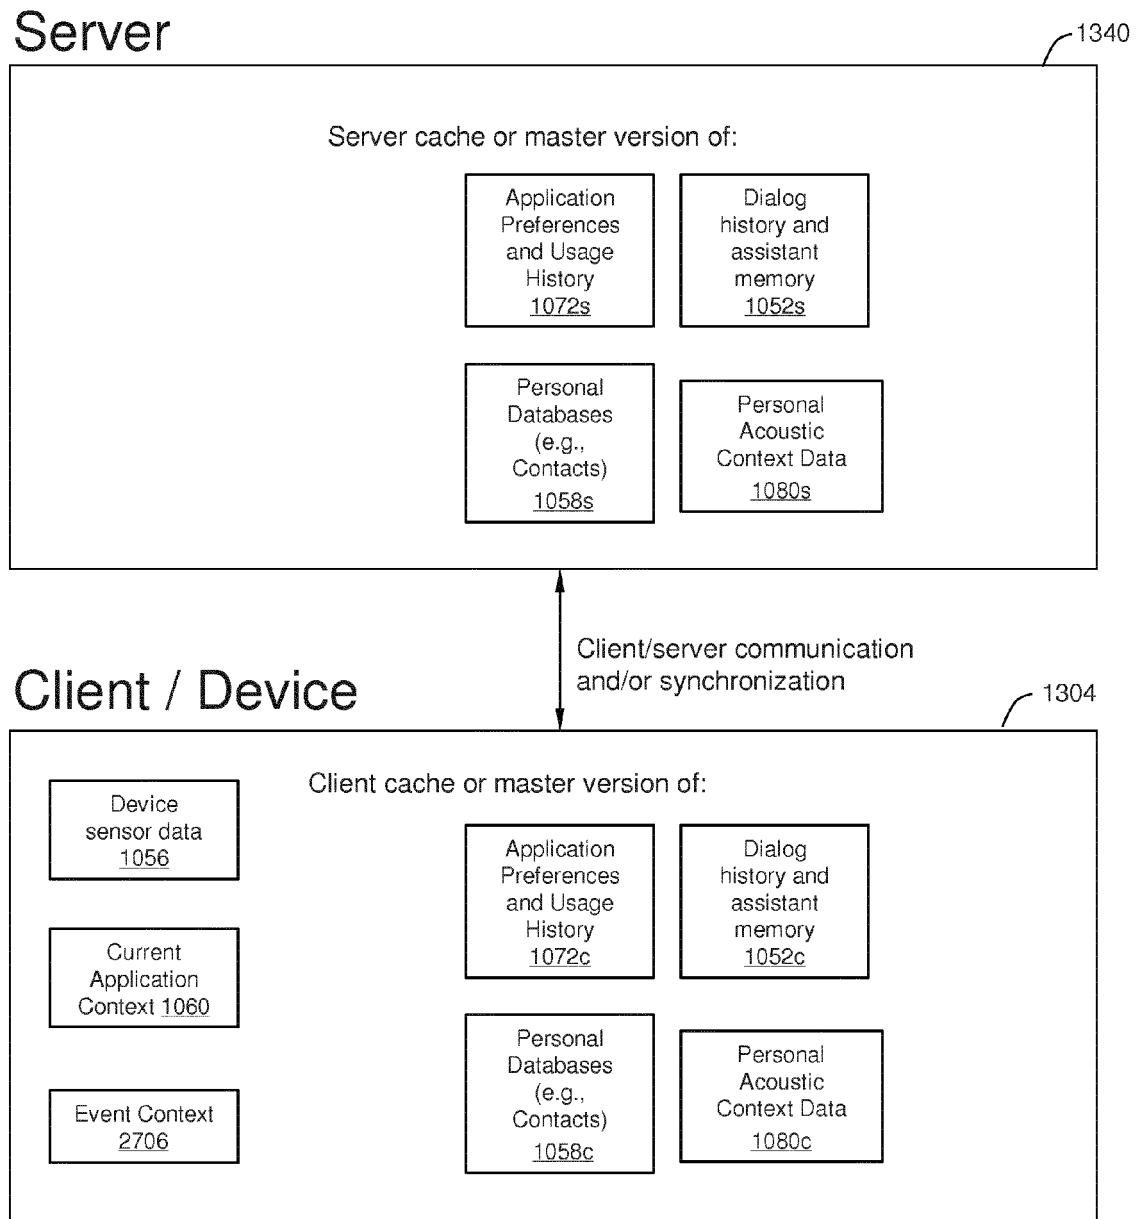 Server
1340
Server cache or master version of:
Application
Preferences
and Usage
History
1072s
Dialog
history and
assistant
memory
1052s
Personal
Databases
(e.g.,
Contacts)
1058s
Personal
Acoustic
Context Data
1080s
Client/server communication
and/or synchronization
Client / Device
1304
Client cache or master version of:
Device
sensor data
1056
Current
Application
Context 1060
Event Context
2706
Application
Preferences
and Usage
History
1072c
Dialog
history and
assistant
memory
1052c
Personal
Databases
(e.g.,
Contacts)
1058c
Personal
Acoustic
Context Data
1080c